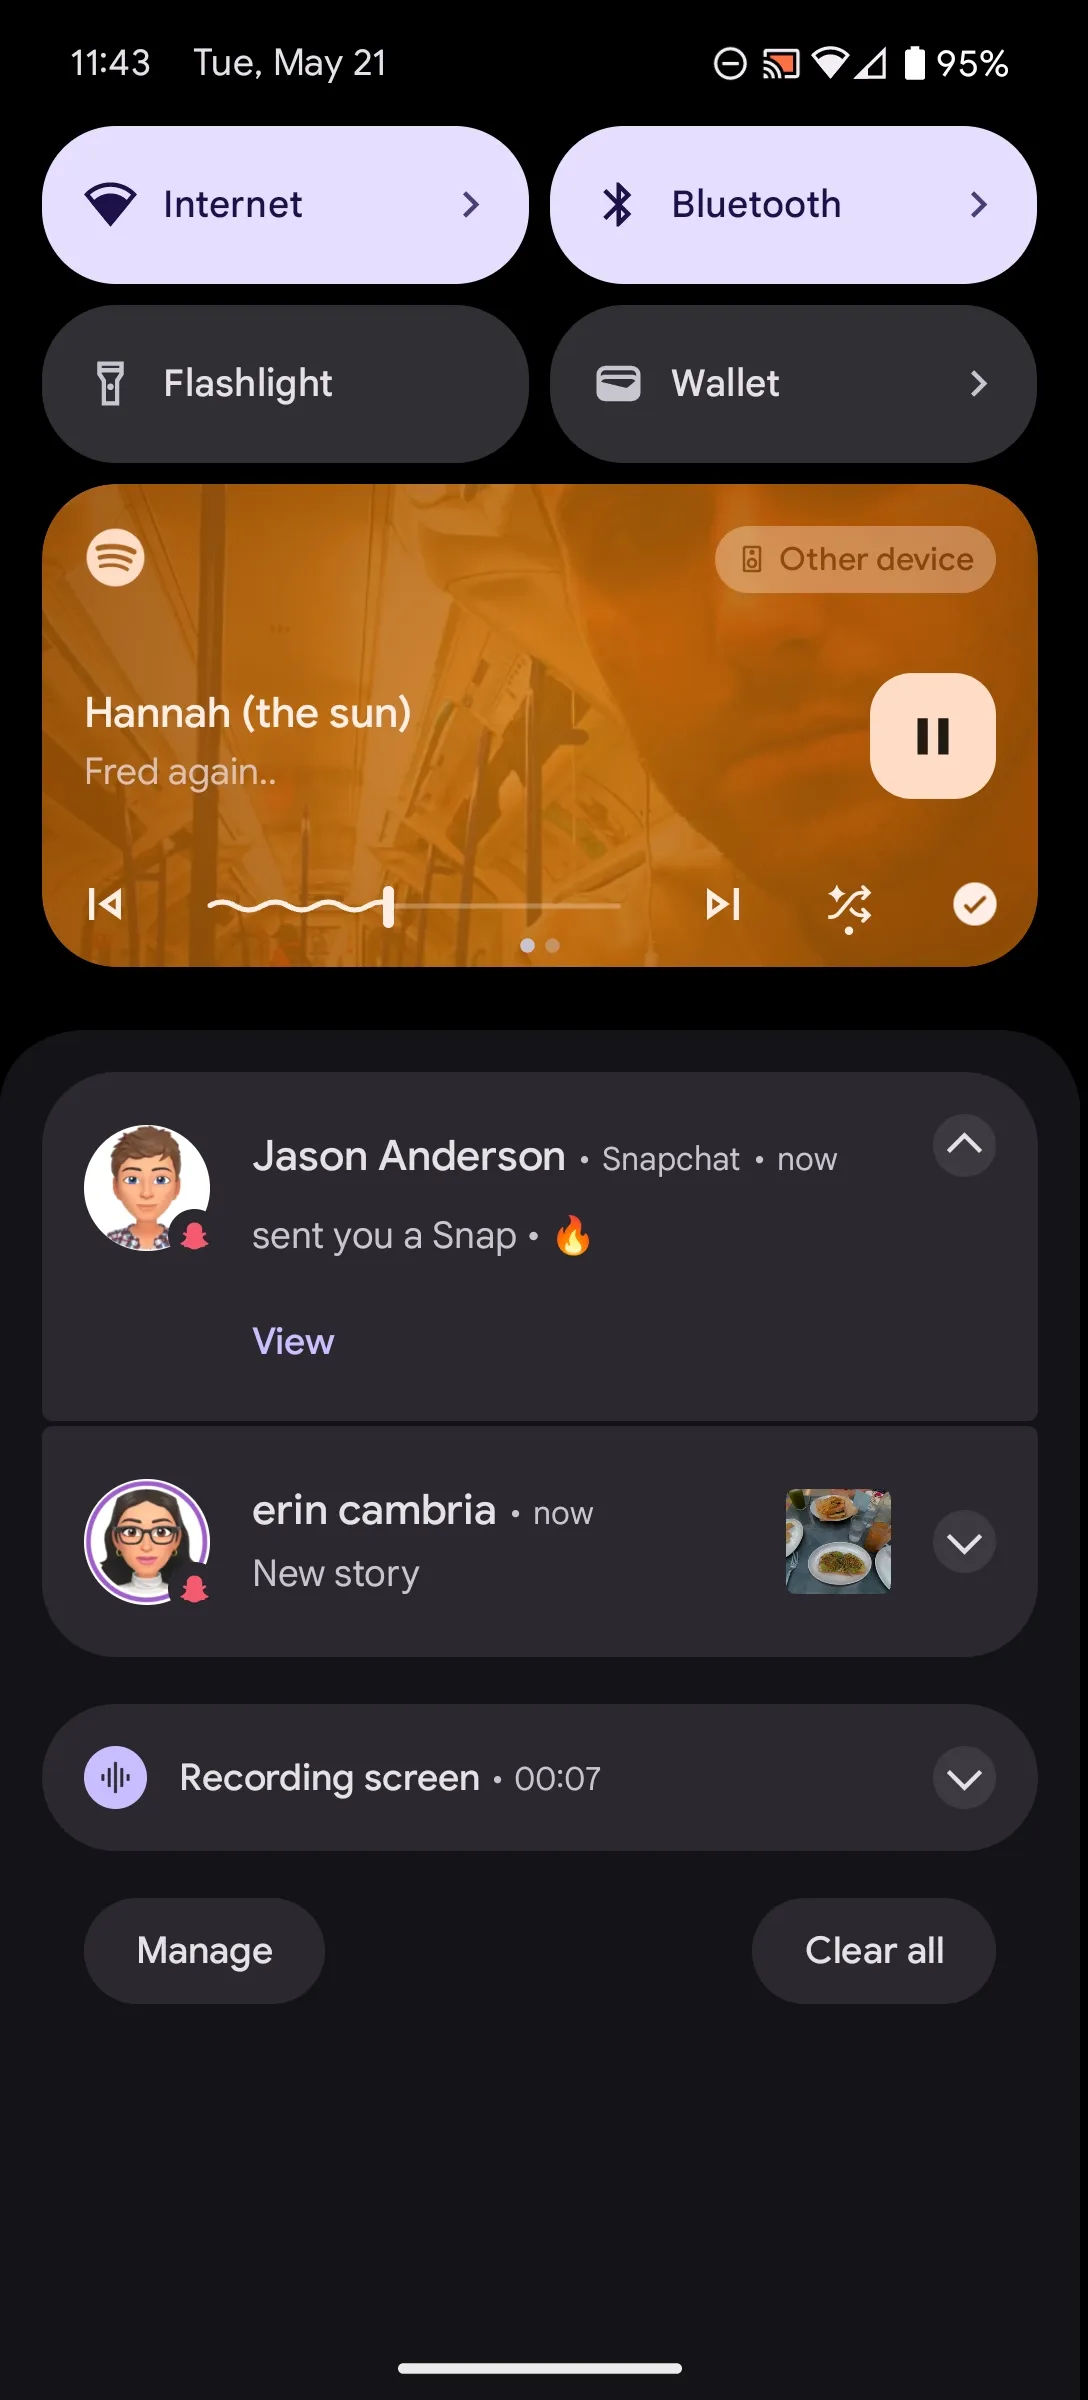 11:43 Tue, May 21 95%
Internet Bluetooth
Flashlight Wallet
Other device
Hannah (the sun)
Fred again..
Jason Anderson • Snapchat • now
sent you a Snap • 🔥
View
erin cambria • now
New story
Recording screen • 00:07
Manage Clear all